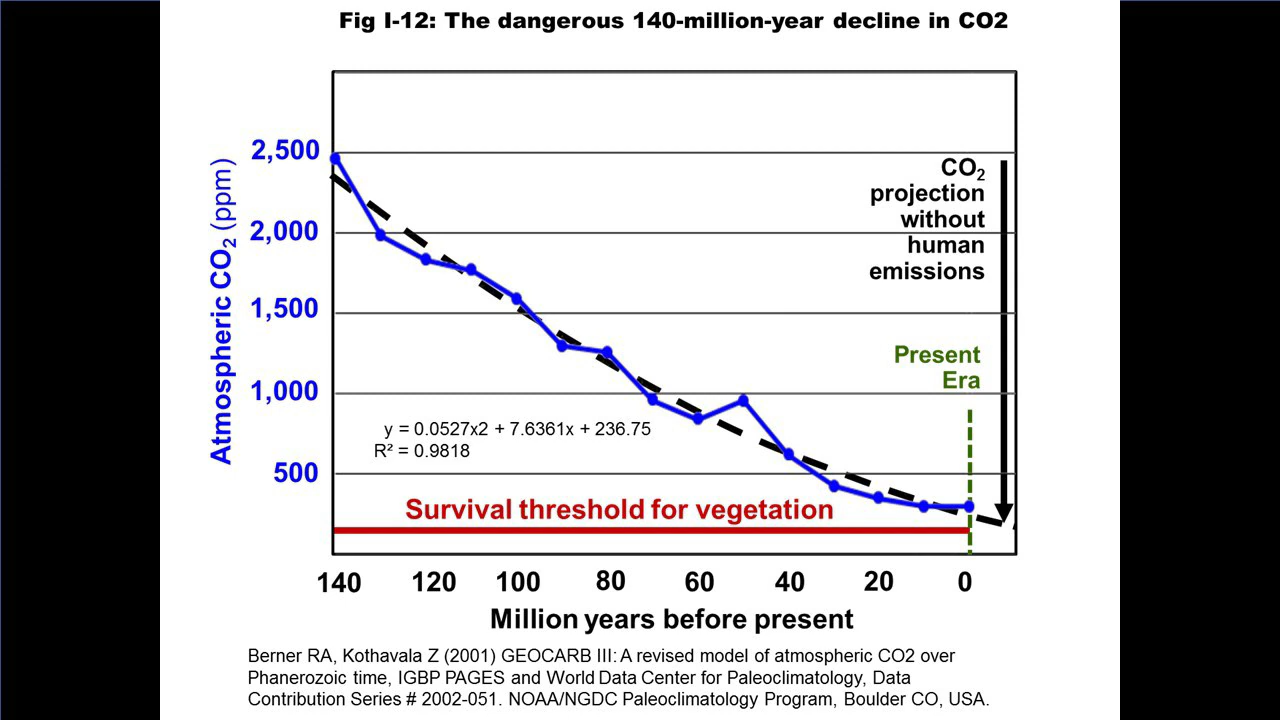 Fig I-12: The dangerous 140-million-year decline in CO2
2,500
2,000
1,500
1,000
500
Atmospheric CO2 (ppm)
CO2
projection
without
human
emissions
Present
Era
y = 0.0527x2 + 7.6361x + 236.75
R² = 0.9818
Survival threshold for vegetation
140 120 100 80 60 40 20 0
Million years before present
Berner RA, Kothavala Z (2001) GEOCARB III: A revised model of atmospheric CO2 over
Phanerozoic time, IGBP PAGES and World Data Center for Paleoclimatology, Data
Contribution Series # 2002-051. NOAA/NGDC Paleoclimatology Program, Boulder CO, USA.